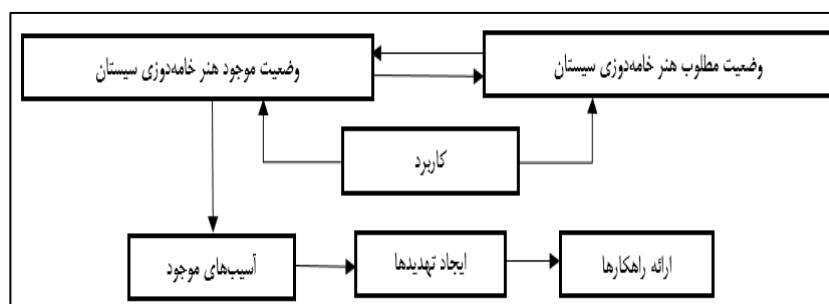 وضعیت مطلوب هنر خامه‌دوزی سیستان
وضعیت موجود هنر خامه‌دوزی سیستان
کاربرد
آسیب‌های موجود
ایجاد تهدیدها
ارائه راهکارها